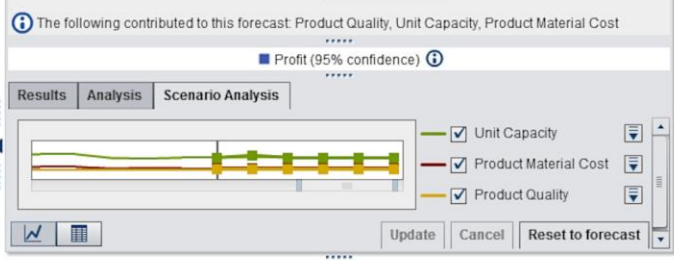 The following contributed to this forecast: Product Quality, Unit Capacity, Product Material Cost
Profit (95% confidence)
Results Analysis Scenario Analysis
Unit Capacity
Product Material Cost
Product Quality
Update Cancel Reset to forecast